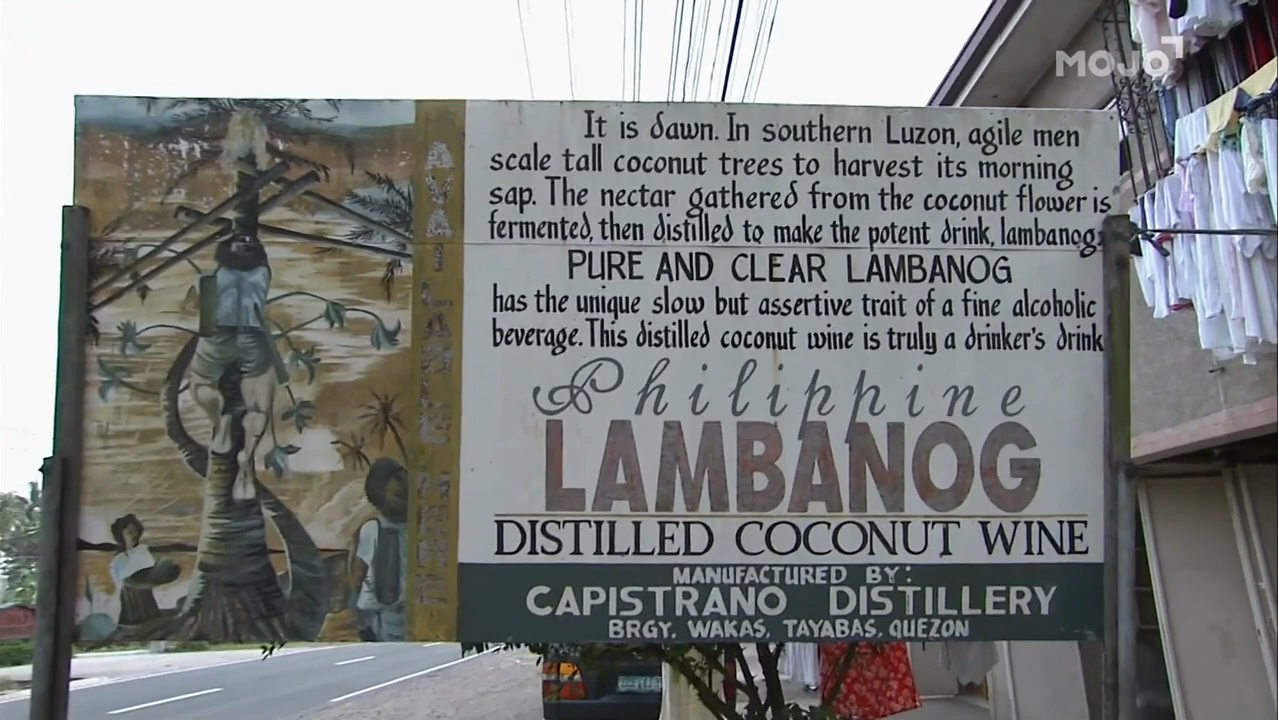 MOJO
It is dawn. In southern Luzon, agile men
scale tall coconut trees to harvest its morning
sap. The nectar gathered from the coconut flower is
fermented, then distilled to make the potent drink, lambanog.
PURE AND CLEAR LAMBANOG
has the unique slow but assertive trait of a fine alcoholic
beverage. This distilled coconut wine is truly a drinker's drink
Philippine
LAMBANOG
DISTILLED COCONUT WINE
MANUFACTURED BY:
CAPISTRANO DISTILLERY
BRGY. WAKAS, TAYABAS, QUEZON
AVAILABLE HERE